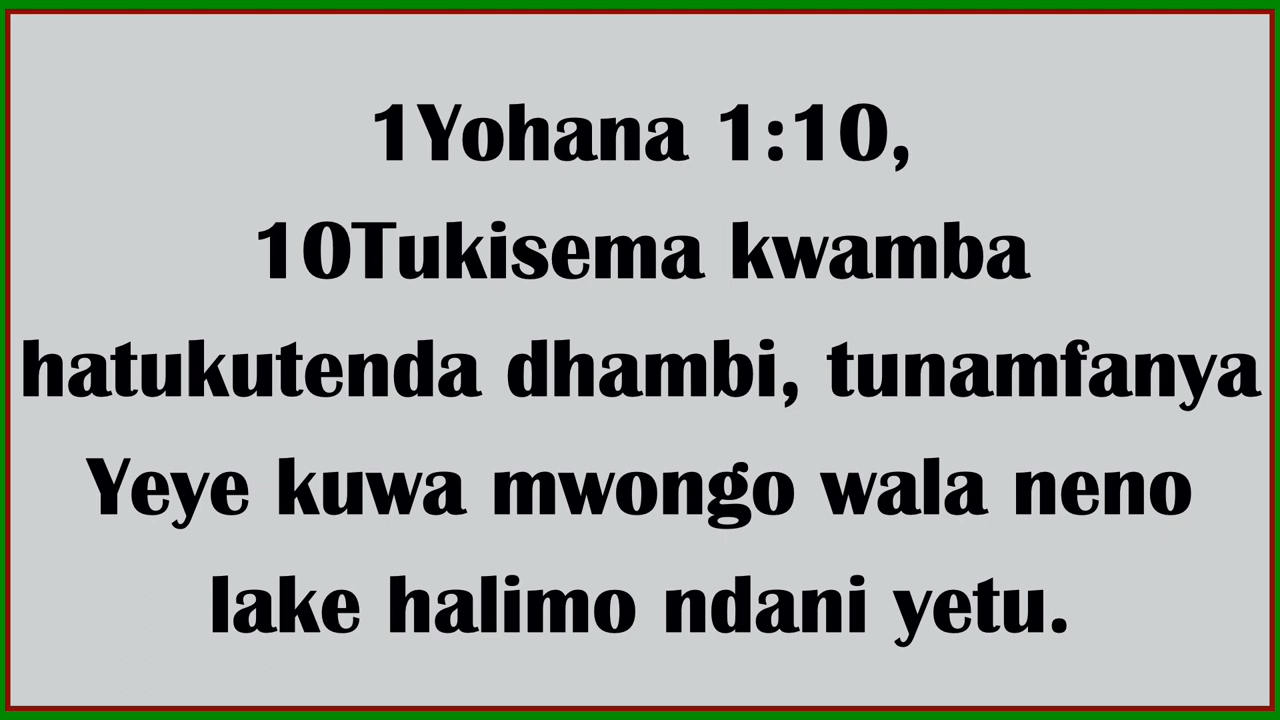 1Yohana 1:10,
10Tukisema kwamba
hatukutenda dhambi, tunamfanya
Yeye kuwa mwongo wala neno
lake halimo ndani yetu.